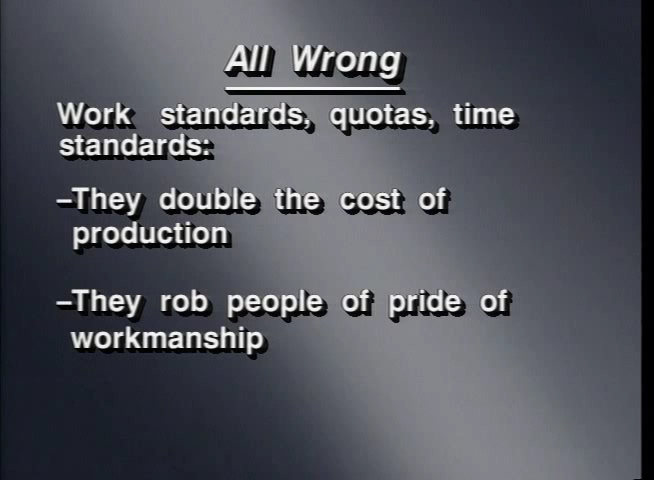 All Wrong
Work standards, quotas, time
standards:
–They double the cost of
production
–They rob people of pride of
workmanship